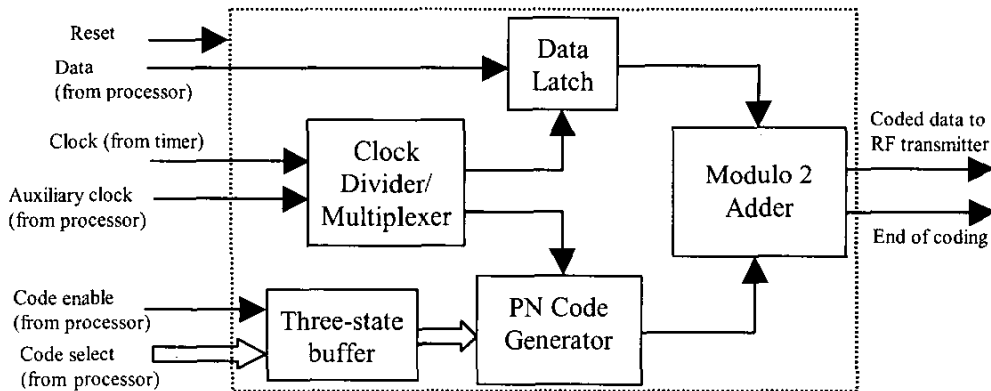 Reset
Data
(from processor)
Clock (from timer)
Auxiliary clock
(from processor)
Code enable
(from processor)
Code select
(from processor)
Data
Latch
Clock
Divider/
Multiplexer
Three-state
buffer
PN Code
Generator
Modulo 2
Adder
Coded data to
RF transmitter
End of coding